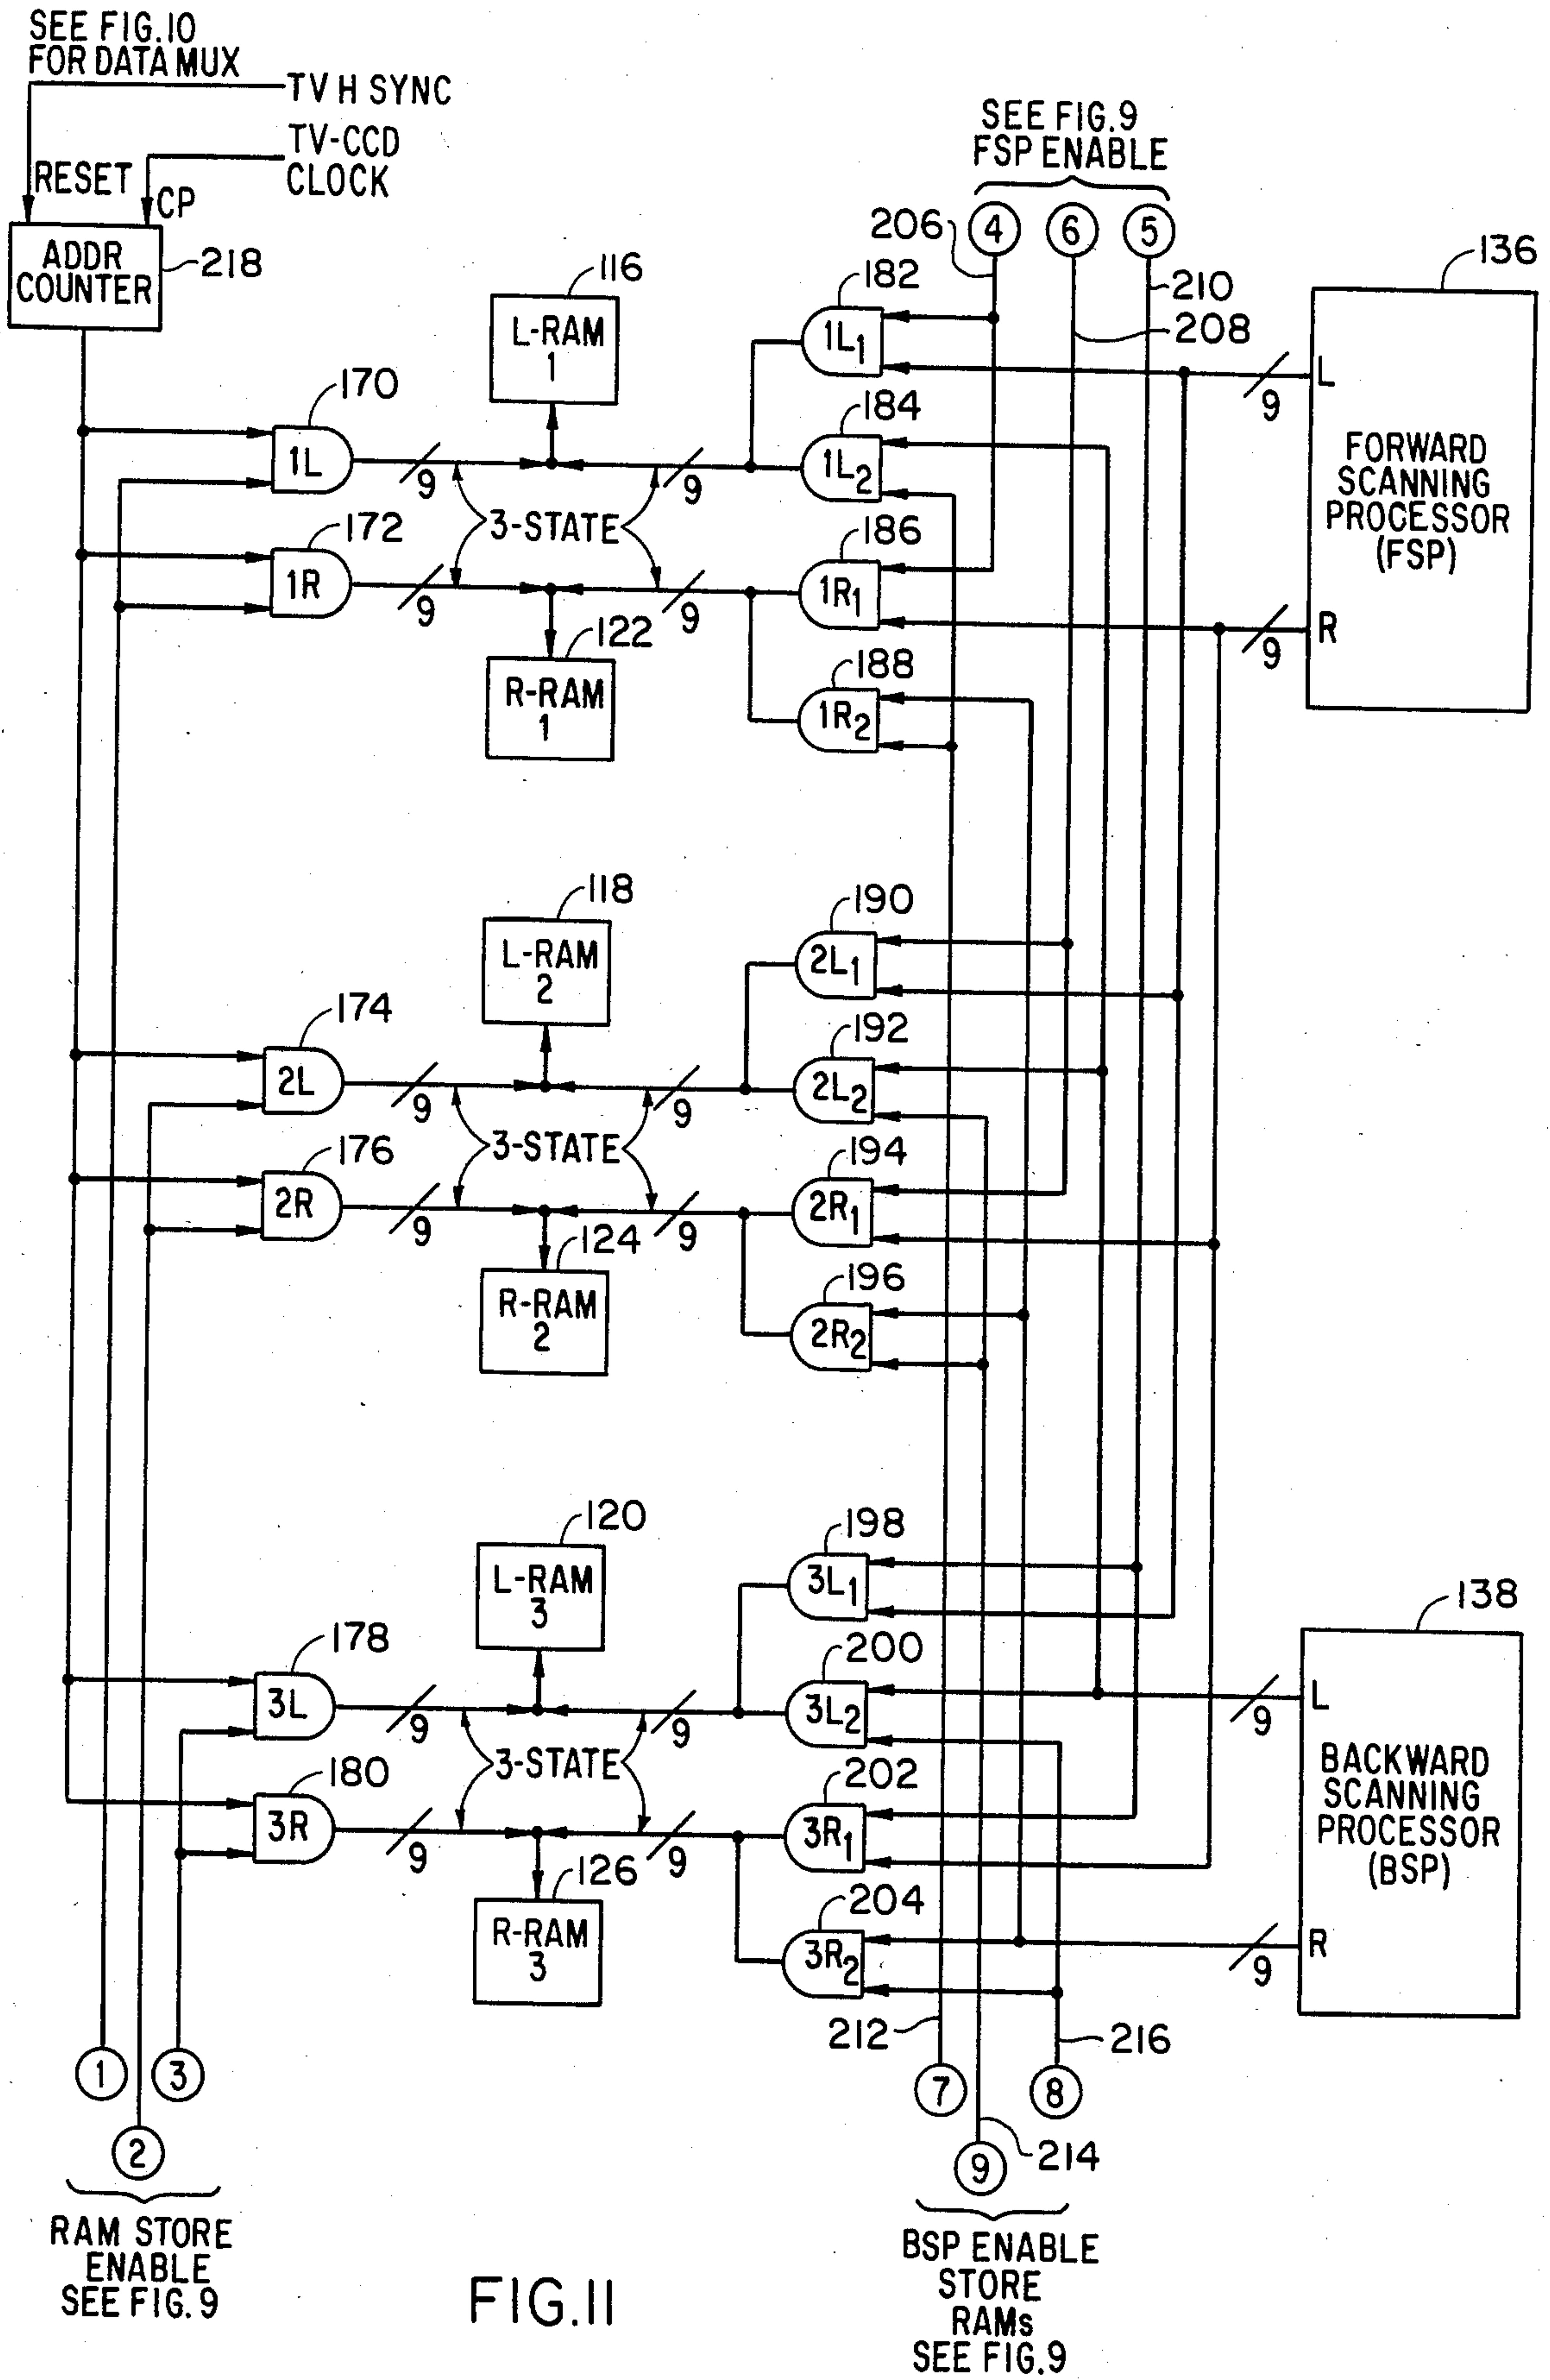 SEE FIG.10
FOR DATA MUX
TV H SYNC
TV-CCD
CLOCK
RESET
CP
ADDR
COUNTER
218
SEE FIG.9
FSP ENABLE
206
4
6
5
210
208
136
L
9
FORWARD
SCANNING
PROCESSOR
(FSP)
R
9
116
L-RAM
1
170
1L
9
3-STATE
9
172
1R
9
9
122
R-RAM
1
182
1L1
184
1L2
186
1R1
188
1R2
118
L-RAM
2
174
2L
9
3-STATE
9
176
2R
9
9
124
R-RAM
2
190
2L1
192
2L2
194
2R1
196
2R2
120
L-RAM
3
178
3L
9
3-STATE
9
180
3R
9
9
126
R-RAM
3
198
3L1
200
3L2
202
3R1
204
3R2
138
L
9
BACKWARD
SCANNING
PROCESSOR
(BSP)
R
9
212
216
1
3
7
8
2
214
9
RAM STORE
ENABLE
SEE FIG.9
BSP ENABLE
STORE
RAMs
SEE FIG.9
FIG.11